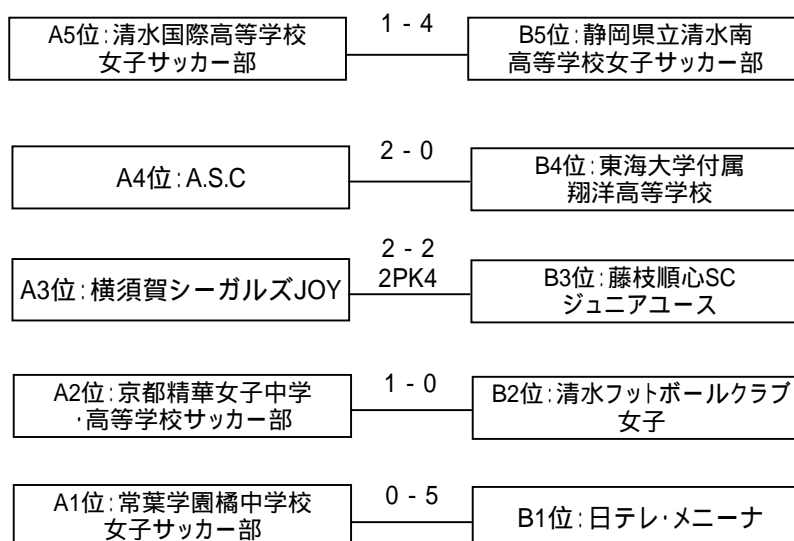 A5位:清水国際高等学校
女子サッカー部
1 - 4
B5位:静岡県立清水南
高等学校女子サッカー部
A4位:A.S.C
2 - 0
B4位:東海大学付属
翔洋高等学校
A3位:横須賀シーガルズJOY
2 - 2
2PK4
B3位:藤枝順心SC
ジュニアユース
A2位:京都精華女子中学
・高等学校サッカー部
1 - 0
B2位:清水フットボールクラブ
女子
A1位:常葉学園橘中学校
女子サッカー部
0 - 5
B1位:日テレ・メニーナ